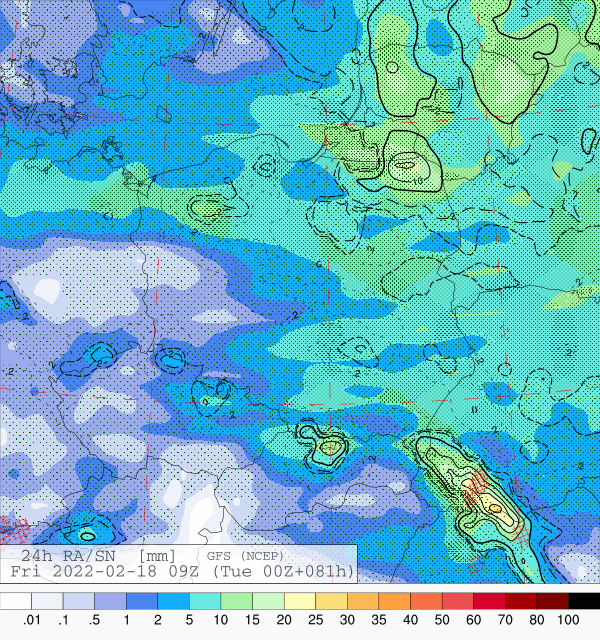 24h RA/SN [mm] GFS (NCEP)
Fri 2022-02-18 09Z (Tue 00Z+081h)
.01 .1 .5 1 2 5 10 15 20 25 30 35 40 50 60 70 80 100